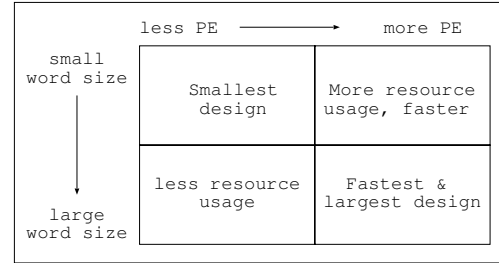 less PE more PE
small
word size
Smallest
design
More resource
usage, faster
less resource
usage
Fastest &
largest design
large
word size